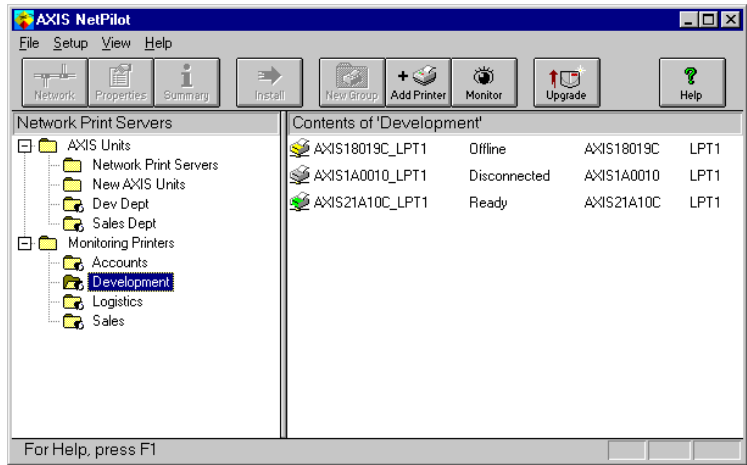 AXIS NetPilot
File Setup View Help
Network Properties Summary Install New Group Add Printer Monitor Upgrade Help
Network Print Servers
Contents of 'Development'
AXIS Units
Network Print Servers
New AXIS Units
Dev Dept
Sales Dept
Monitoring Printers
Accounts
Development
Logistics
Sales
AXIS18019C_LPT1 Offline AXIS18019C LPT1
AXIS1A0010_LPT1 Disconnected AXIS1A0010 LPT1
AXIS21A10C_LPT1 Ready AXIS21A10C LPT1
For Help, press F1